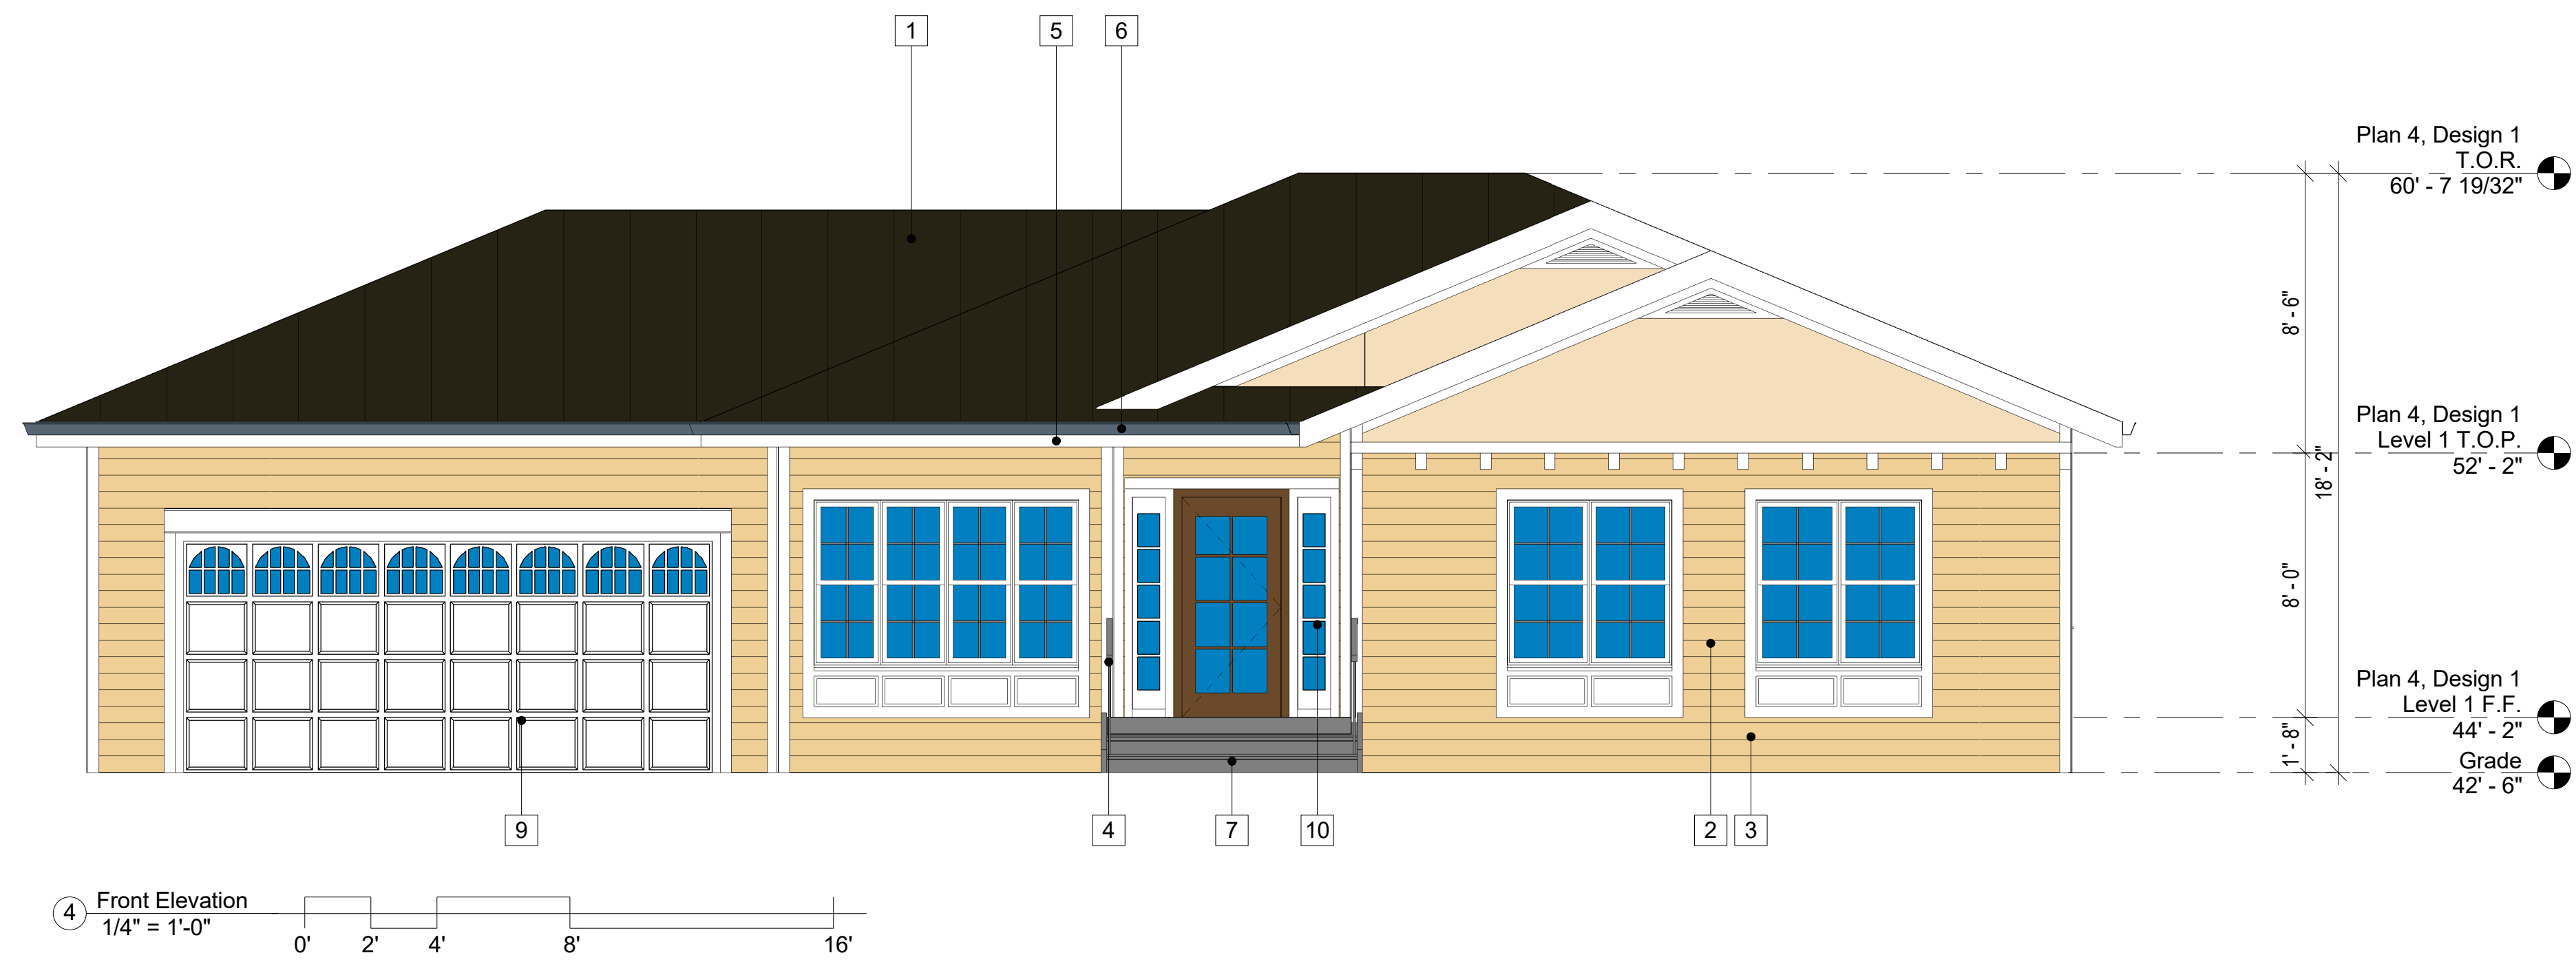 1
5
6
Plan 4, Design 1
T.O.R.
60' - 7 19/32"
8' - 6"
Plan 4, Design 1
Level 1 T.O.P.
52' - 2"
18' - 2"
8' - 0"
Plan 4, Design 1
Level 1 F.F.
44' - 2"
1' - 8"
Grade
42' - 6"
9
4
7
10
2
3
4
Front Elevation
1/4" = 1'-0"
0'
2'
4'
8'
16'